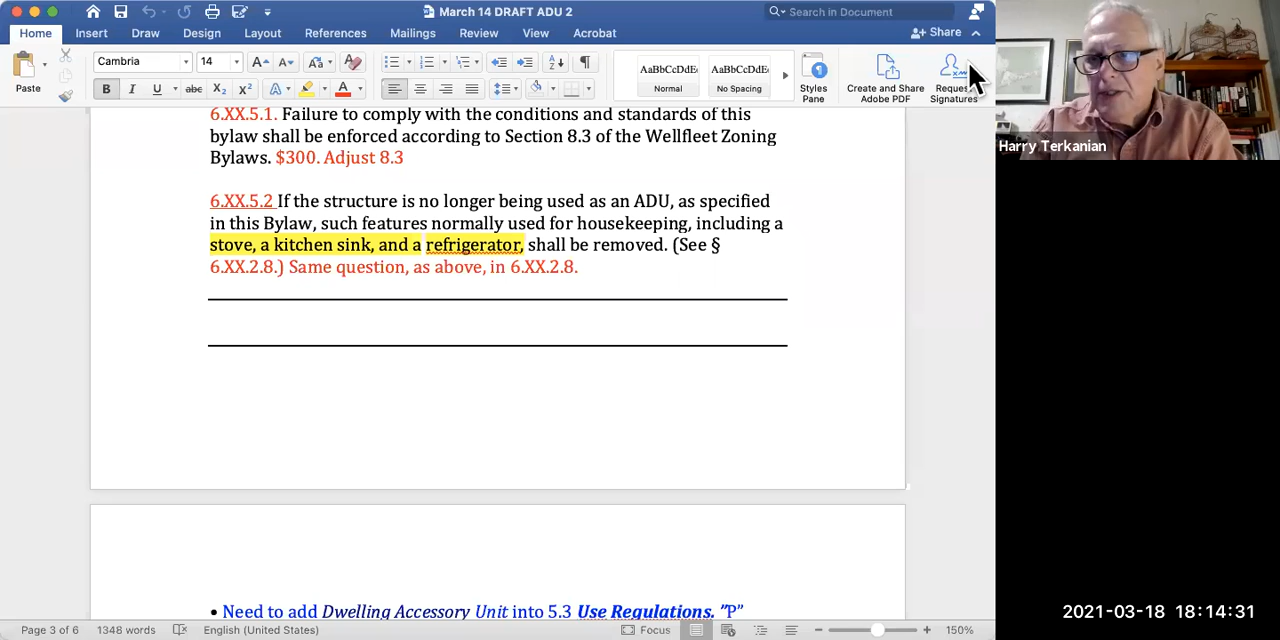 March 14 DRAFT ADU 2
Search in Document
Home Insert Draw Design Layout References Mailings Review View Acrobat Share
Paste
Cambria 14
AaBbCcDdE AaBbCcDdE
Normal No Spacing
Styles Pane
Create and Share Adobe PDF
Signatures
B I U abc X₂ X²
Harry Terkanian
6.XX.5.1. Failure to comply with the conditions and standards of this
bylaw shall be enforced according to Section 8.3 of the Wellfleet Zoning
Bylaws. $300. Adjust 8.3
6.XX.5.2 If the structure is no longer being used as an ADU, as specified
in this Bylaw, such features normally used for housekeeping, including a
stove, a kitchen sink, and a refrigerator, shall be removed. (See §
6.XX.2.8.) Same question, as above, in 6.XX.2.8.
• Need to add Dwelling Accessory Unit into 5.3 Use Regulations. "P"
2021-03-18 18:14:31
Page 3 of 6 1348 words English (United States) Focus 150%